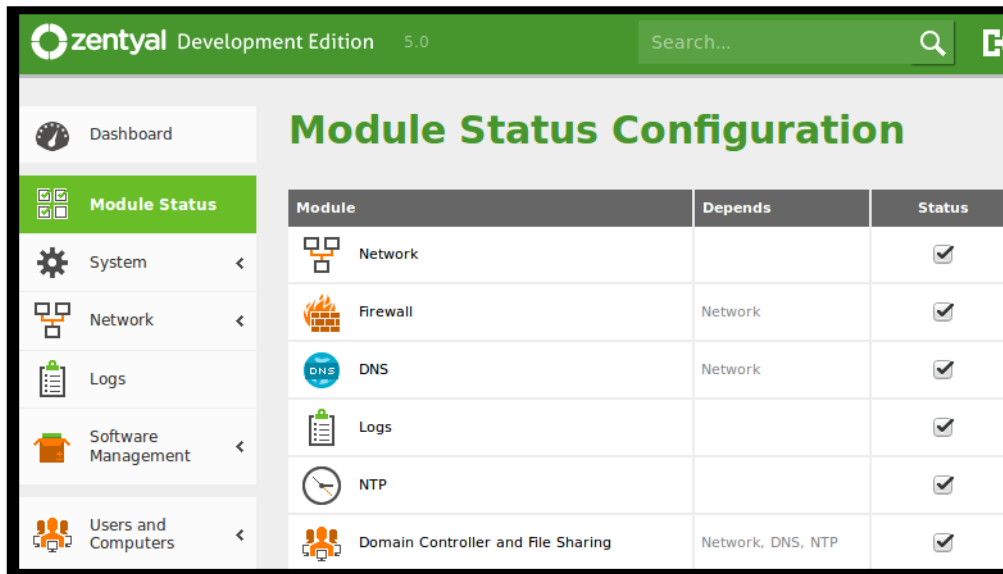 zentyal Development Edition 5.0 Search...
Dashboard
Module Status
System
Network
Logs
Software
Management
Users and
Computers
Module Status Configuration
Module Depends Status
Network
Firewall Network
DNS DNS Network
Logs
NTP
Domain Controller and File Sharing Network, DNS, NTP